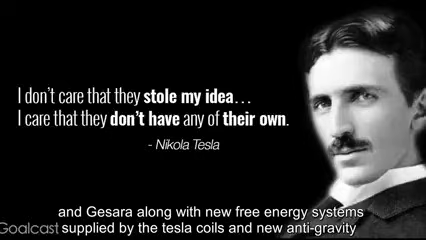 I don't care that they stole my idea...
I care that they don't have any of their own.
- Nikola Tesla
and Gesara along with new free energy systems
Goalcast
supplied by the tesla coils and new anti-gravity